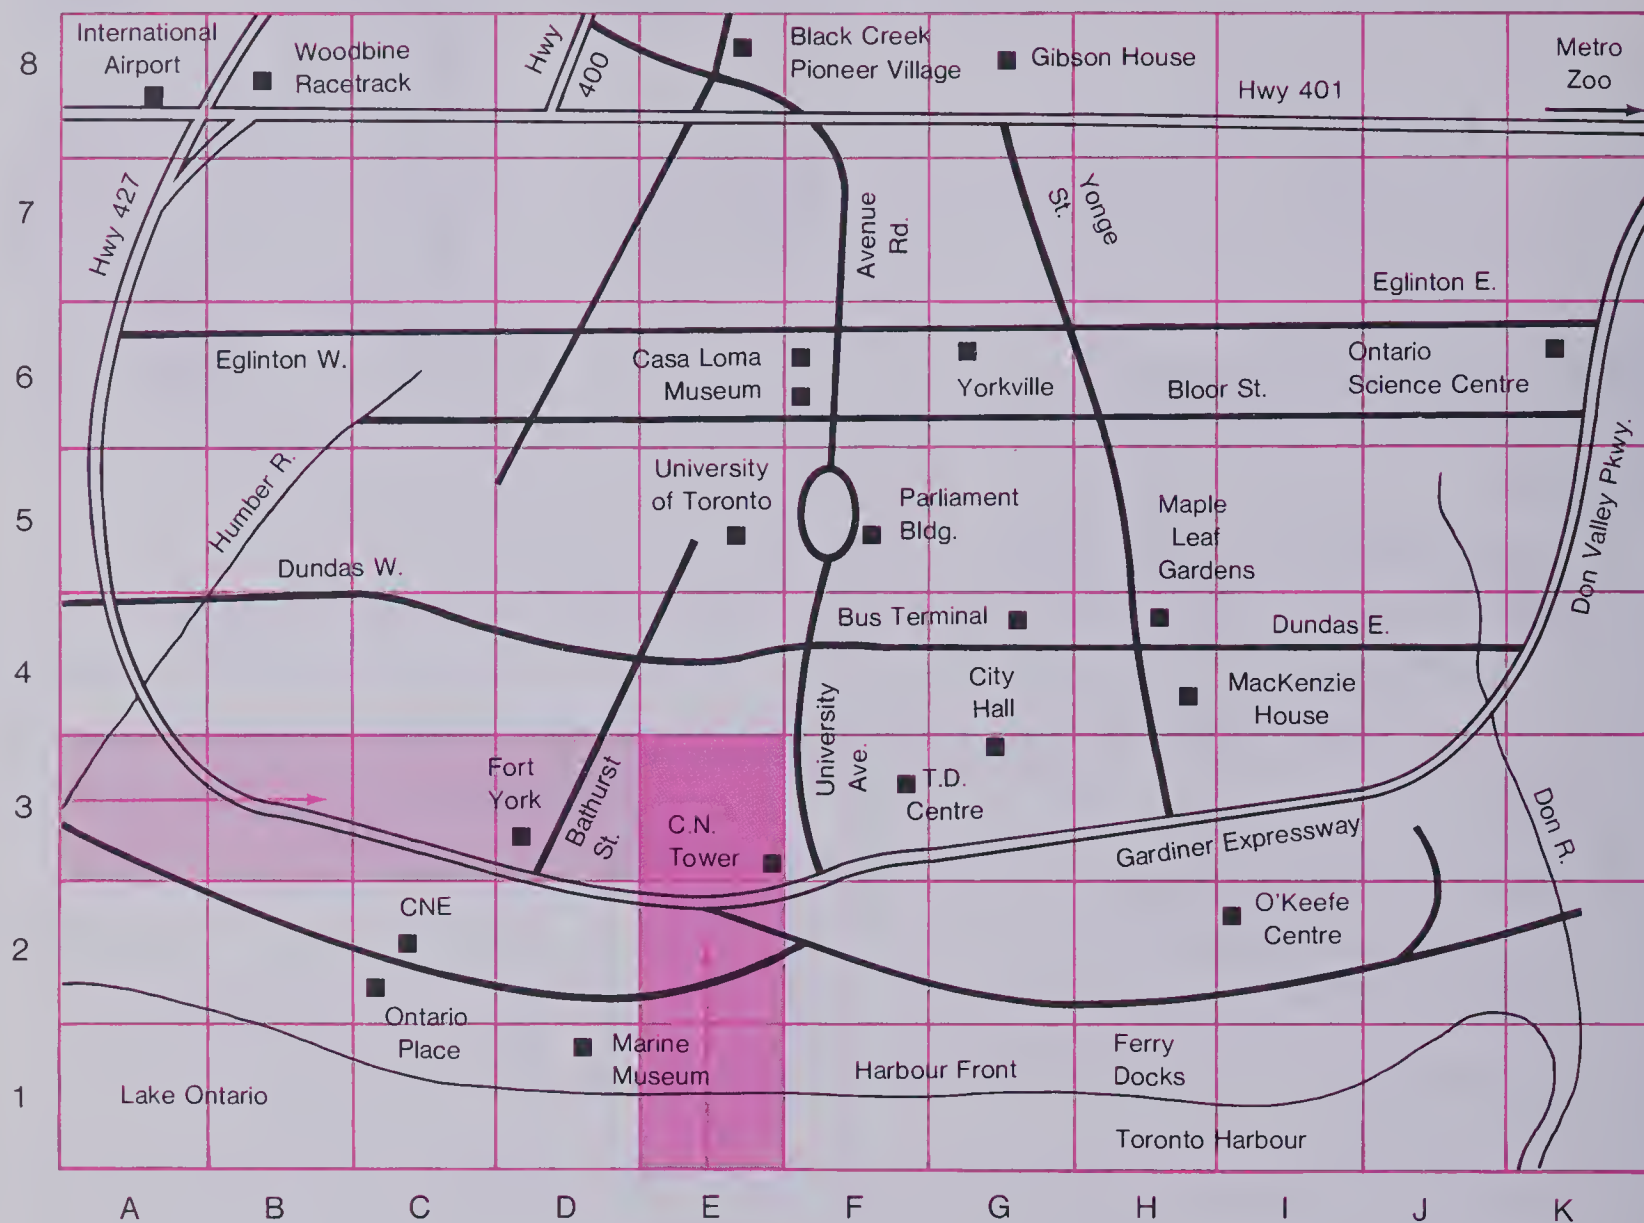 8
International
Airport
Woodbine
Racetrack
Hwy
400
Black Creek
Pioneer Village
Gibson House
Hwy 401
Metro
Zoo
7
Hwy 427
Avenue
Rd.
Yonge
St.
Eglinton E.
6
Eglinton W.
Casa Loma
Museum
Yorkville
Bloor St.
Ontario
Science Centre
5
Humber R.
Dundas W.
University
of Toronto
Parliament
Bldg.
Maple
Leaf
Gardens
Don Valley Pkwy.
4
Bus Terminal
Dundas E.
City
Hall
MacKenzie
House
University
Ave.
3
Fort
York
Bathurst
St.
C.N.
Tower
T.D.
Centre
Gardiner Expressway
Don R.
2
CNE
O'Keefe
Centre
Ontario
Place
1
Lake Ontario
Marine
Museum
Harbour Front
Ferry
Docks
Toronto Harbour
A B C D E F G H I J K